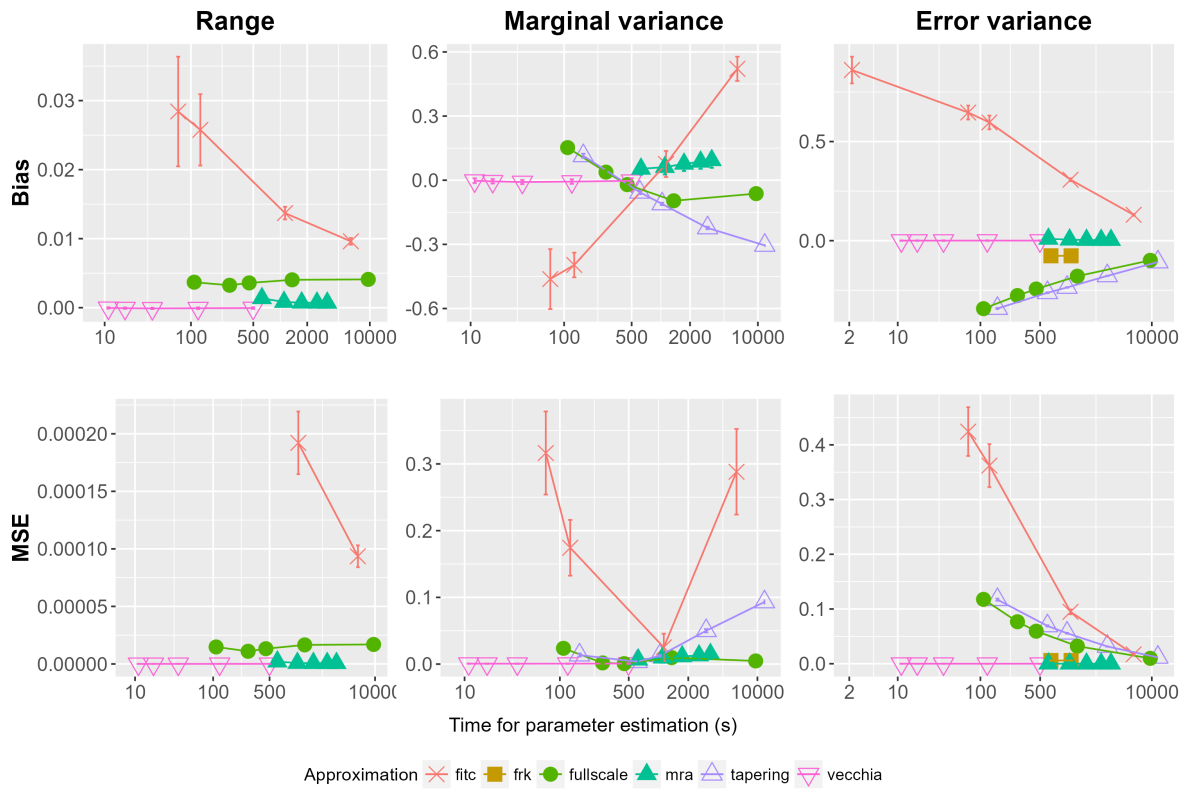 Range Marginal variance Error variance
Bias
0.03
0.02
0.01
0.00
10 100 500 2000 10000
0.6
0.3
0.0
-0.3
-0.6
10 100 500 2000 10000
0.5
0.0
2 10 100 500 10000
MSE
0.00020
0.00015
0.00010
0.00005
0.00000
10 100 500 10000
0.3
0.2
0.1
0.0
10 100 500 2000 10000
0.4
0.3
0.2
0.1
0.0
2 10 100 500 10000
Time for parameter estimation (s)
Approximation fitc frk fullscale mra tapering vecchia